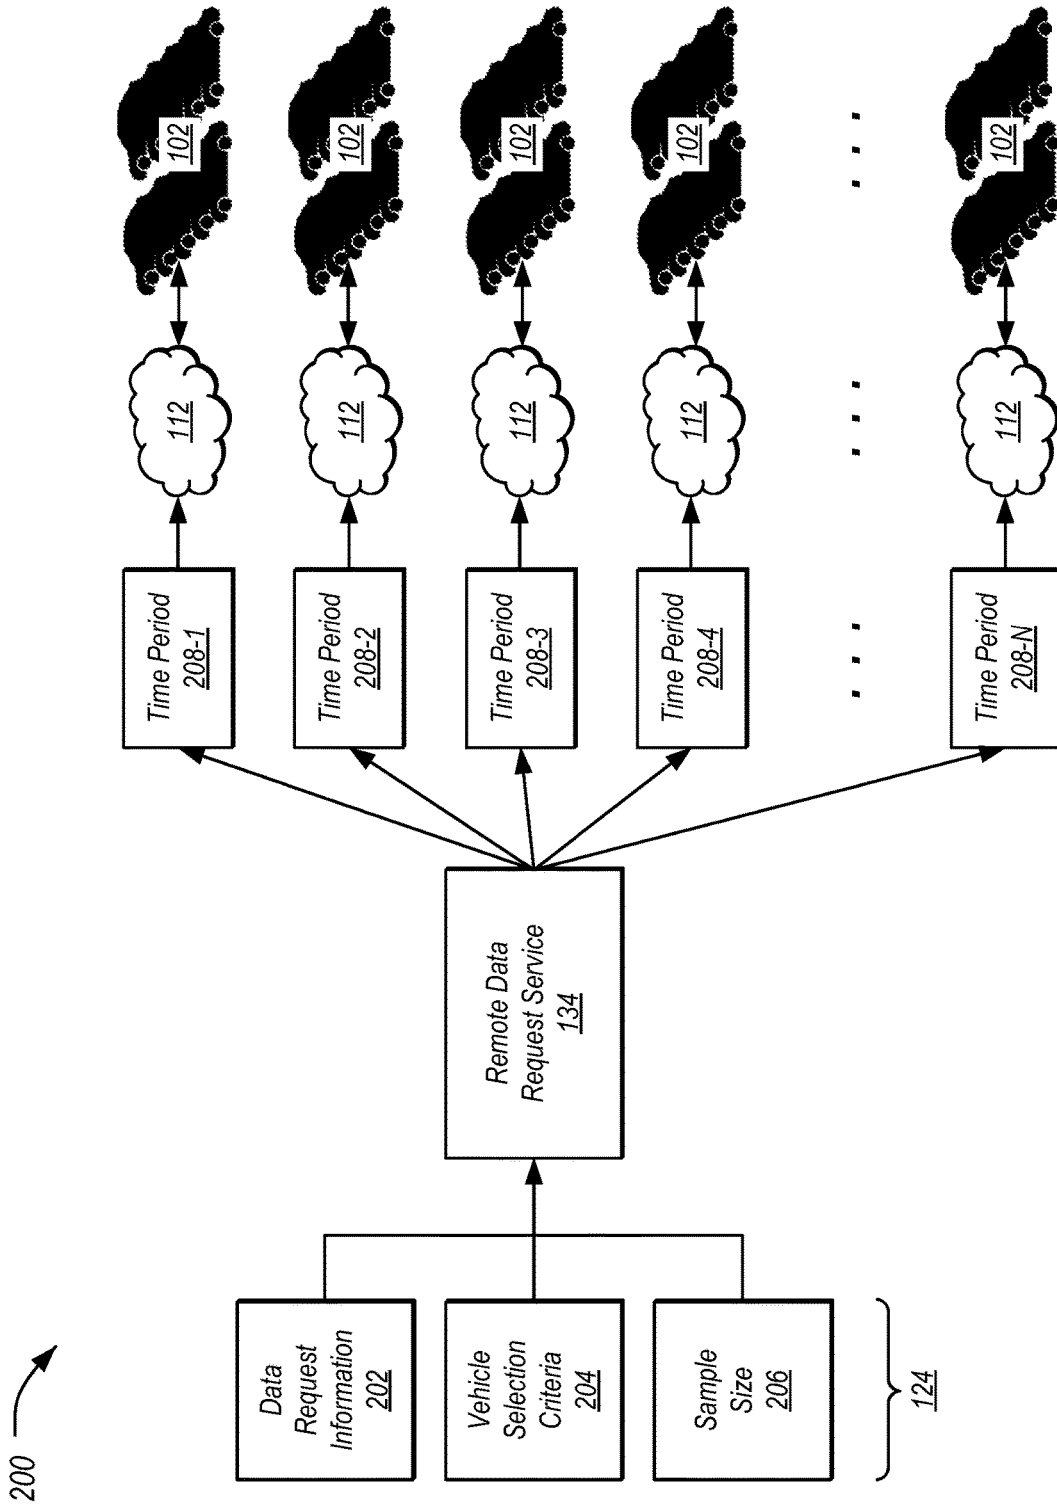 200
Data
Request
Information
202
Vehicle
Selection
Criteria
204
Sample
Size
206
124
Remote Data
Request Service
134
Time Period
208-1
112
102
Time Period
208-2
112
102
Time Period
208-3
112
102
Time Period
208-4
112
102
Time Period
208-N
112
102